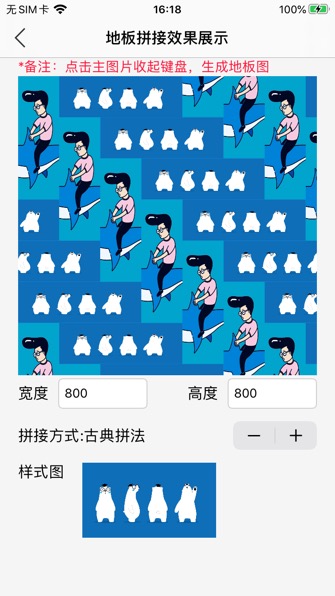 无SIM卡 16:18 100%
地板拼接效果展示
*备注：点击主图片收起键盘，生成地板图
宽度 800 高度 800
拼接方式:古典拼法 − +
样式图